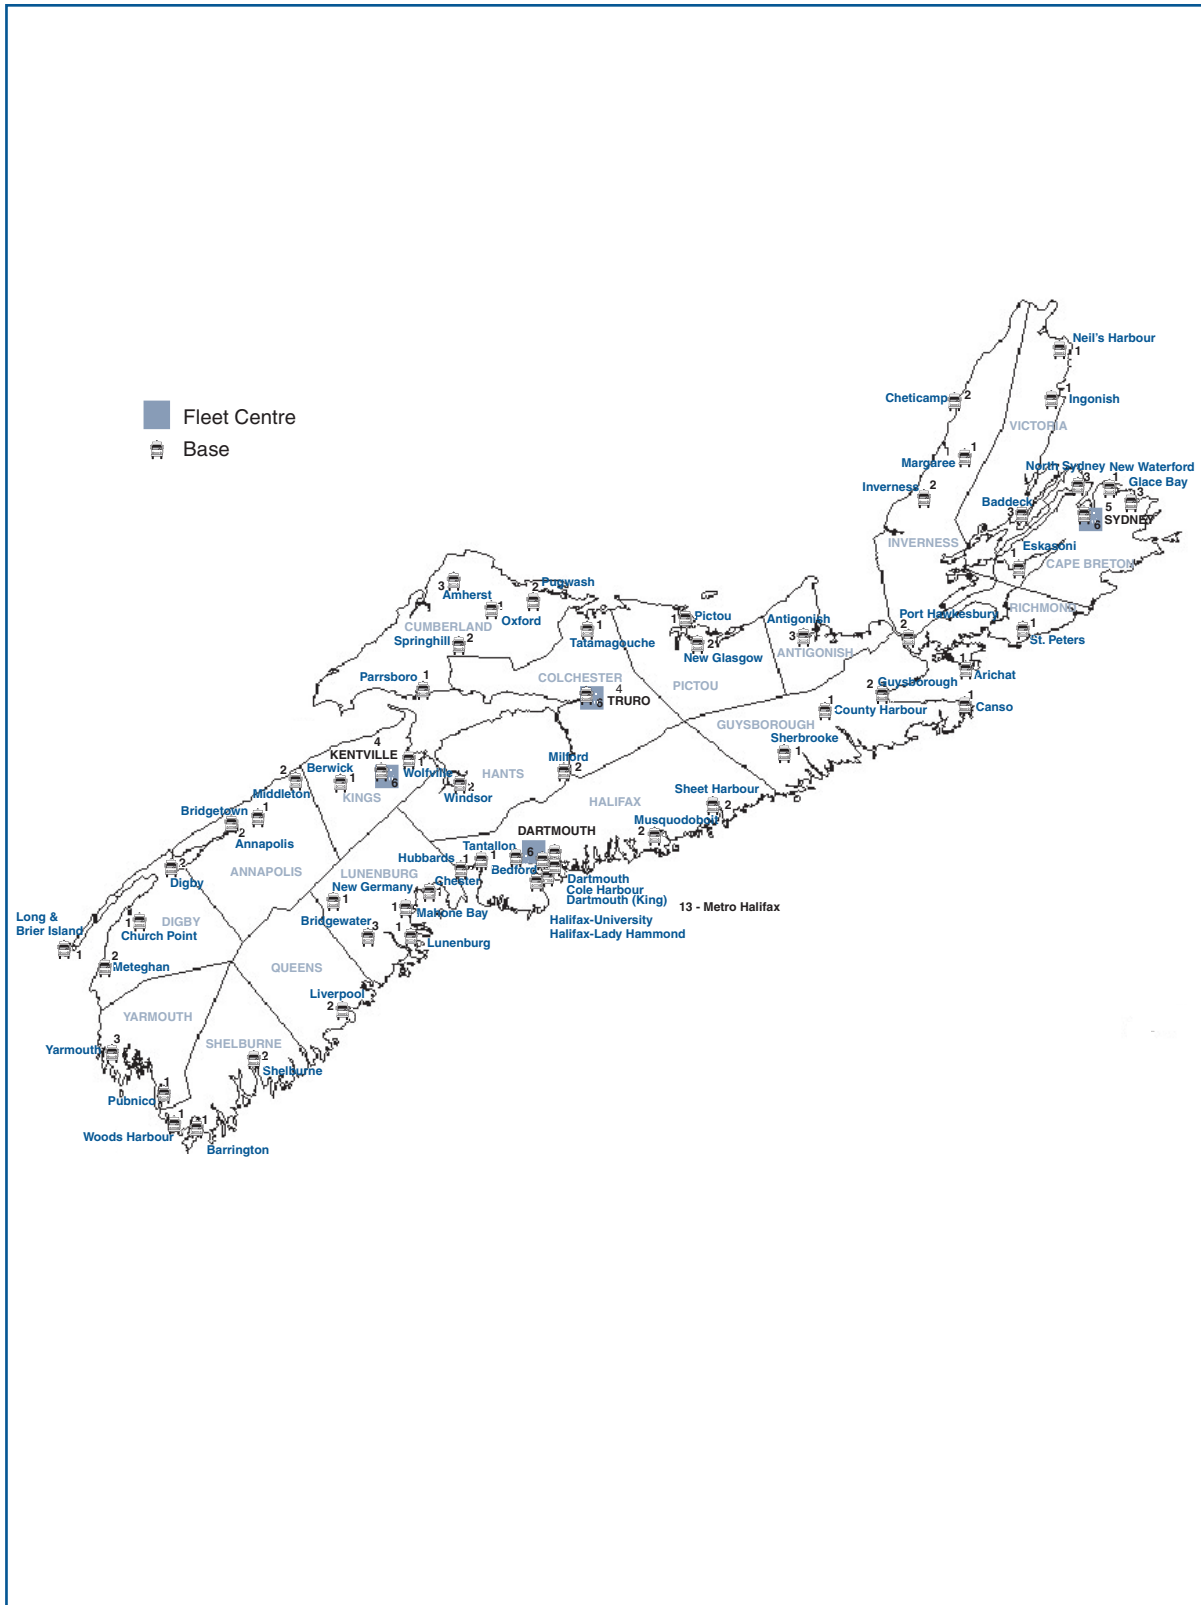 Neil's Harbour
1
Cheticamp
2
1
Ingonish
VICTORIA
Fleet Centre
Base
Margaree
1
Inverness
2
North Sydney
3
New Waterford
1
Glace Bay
3
Baddeck
3
5
SYDNEY
6
INVERNESS
Eskasoni
1
CAPE BRETON
RICHMOND
Port Hawkesbury
2
1
St. Peters
1
Arichat
Guysborough
2
1
Canso
3
Amherst
Pugwash
2
1
Oxford
CUMBERLAND
Springhill
2
1
Tatamagouche
1
Pictou
2
New Glasgow
Antigonish
3
ANTIGONISH
Parrsboro
1
COLCHESTER
4
TRURO
6
PICTOU
1
County Harbour
GUYSBOROUGH
Sherbrooke
1
4
KENTVILLE
6
1
Wolfville
Berwick
1
2
Middleton
KINGS
HANTS
2
Windsor
Milford
2
HALIFAX
Sheet Harbour
2
Musquodoboit
2
Bridgetown
2
1
Annapolis
ANNAPOLIS
DARTMOUTH
6
Tantallon
1
Bedford
Hubbards
1
Dartmouth
Cole Harbour
Dartmouth (King)
13 - Metro Halifax
Halifax-University
Halifax-Lady Hammond
LUNENBURG
New Germany
1
Chester
1
1
Mahone Bay
Bridgewater
3
1
Lunenburg
2
Digby
DIGBY
1
Church Point
Long &
Brier Island
1
2
Meteghan
QUEENS
Liverpool
2
YARMOUTH
Yarmouth
3
SHELBURNE
2
Shelburne
1
Pubnico
1
Woods Harbour
1
Barrington